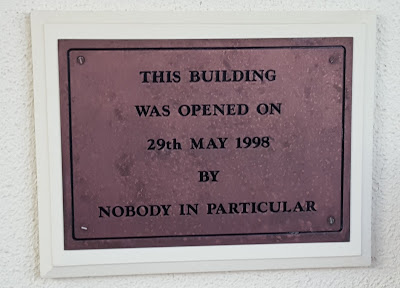 THIS BUILDING
WAS OPENED ON
29th MAY 1998
BY
NOBODY IN PARTICULAR